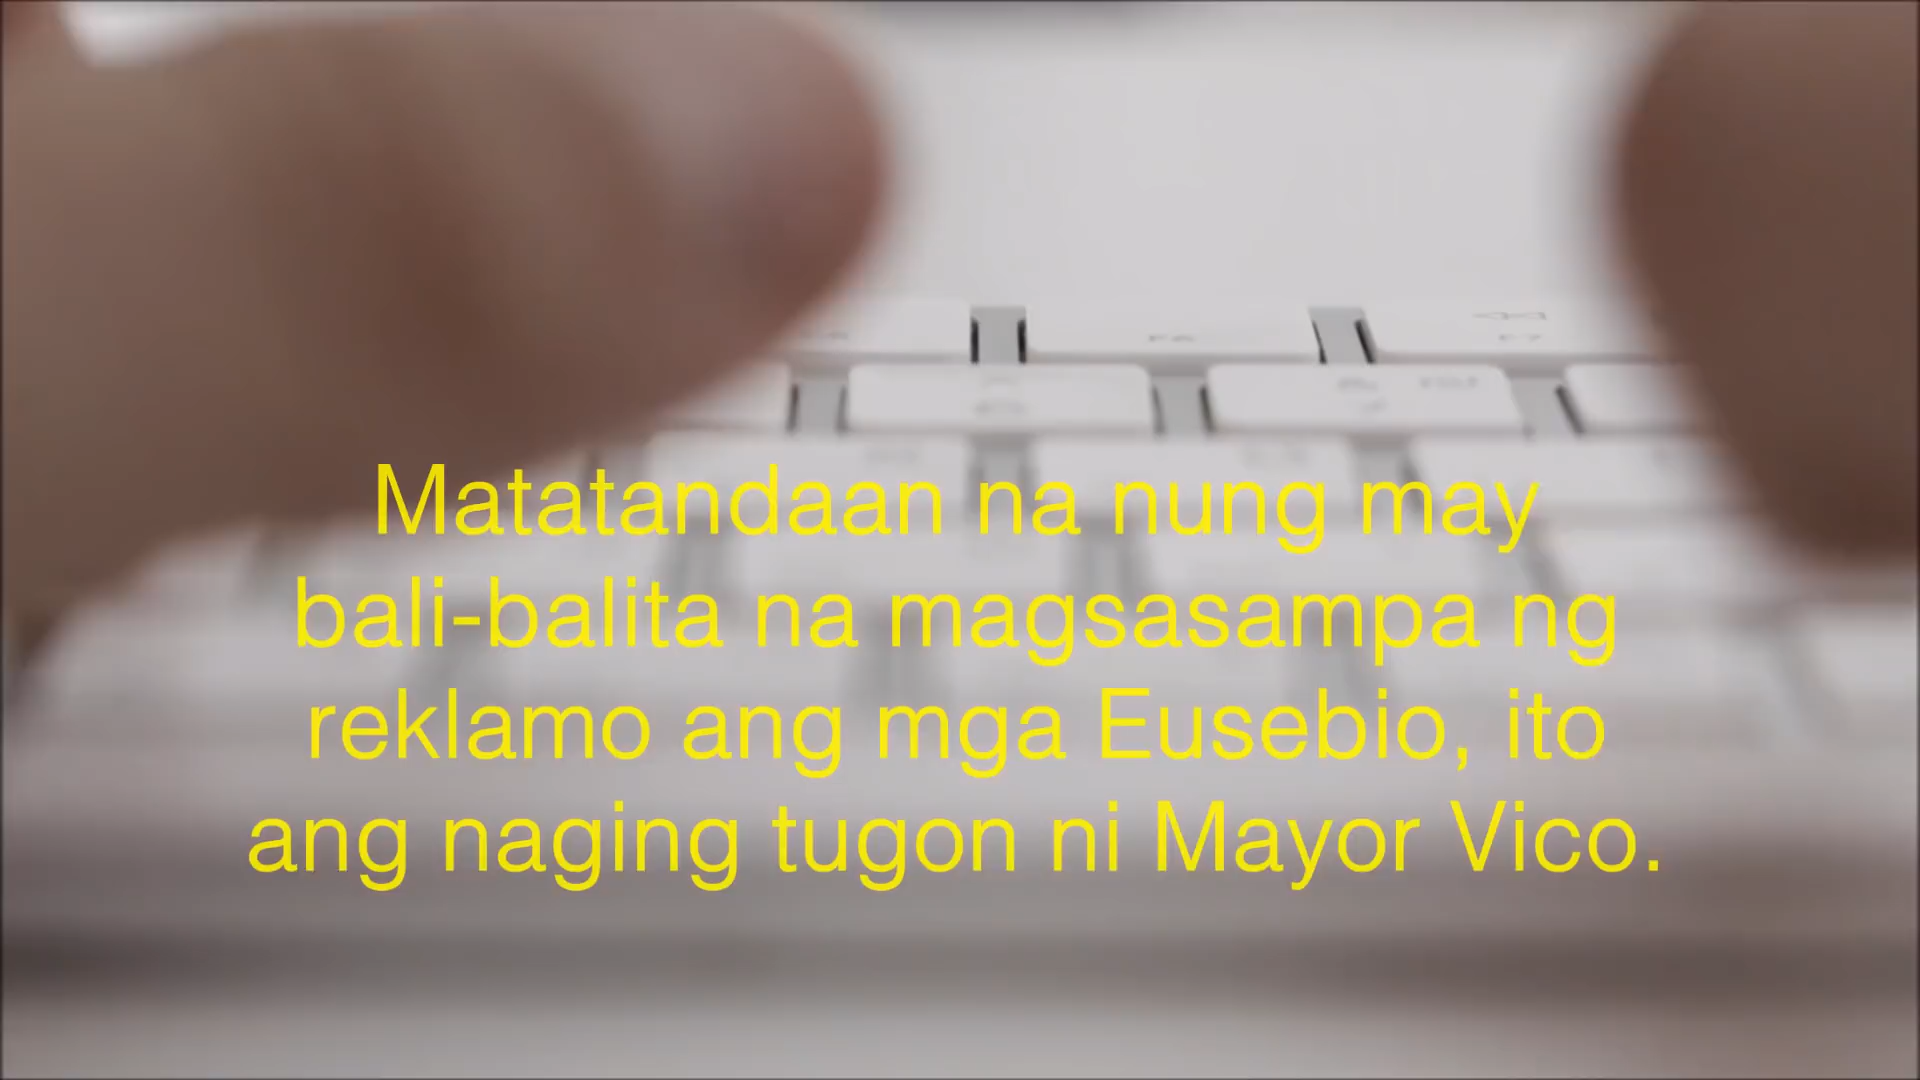 Matatandaan na nung may
bali-balita na magsasampa ng
reklamo ang mga Eusebio, ito
ang naging tugon ni Mayor Vico.